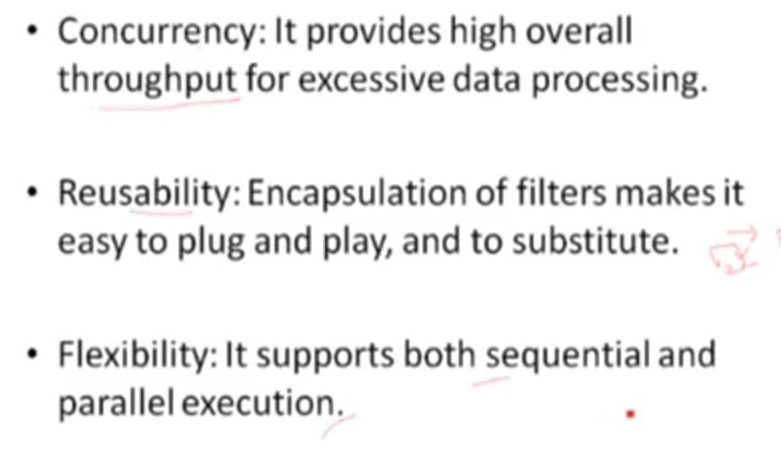 • Concurrency: It provides high overall
throughput for excessive data processing.
• Reusability: Encapsulation of filters makes it
easy to plug and play, and to substitute.
• Flexibility: It supports both sequential and
parallel execution.